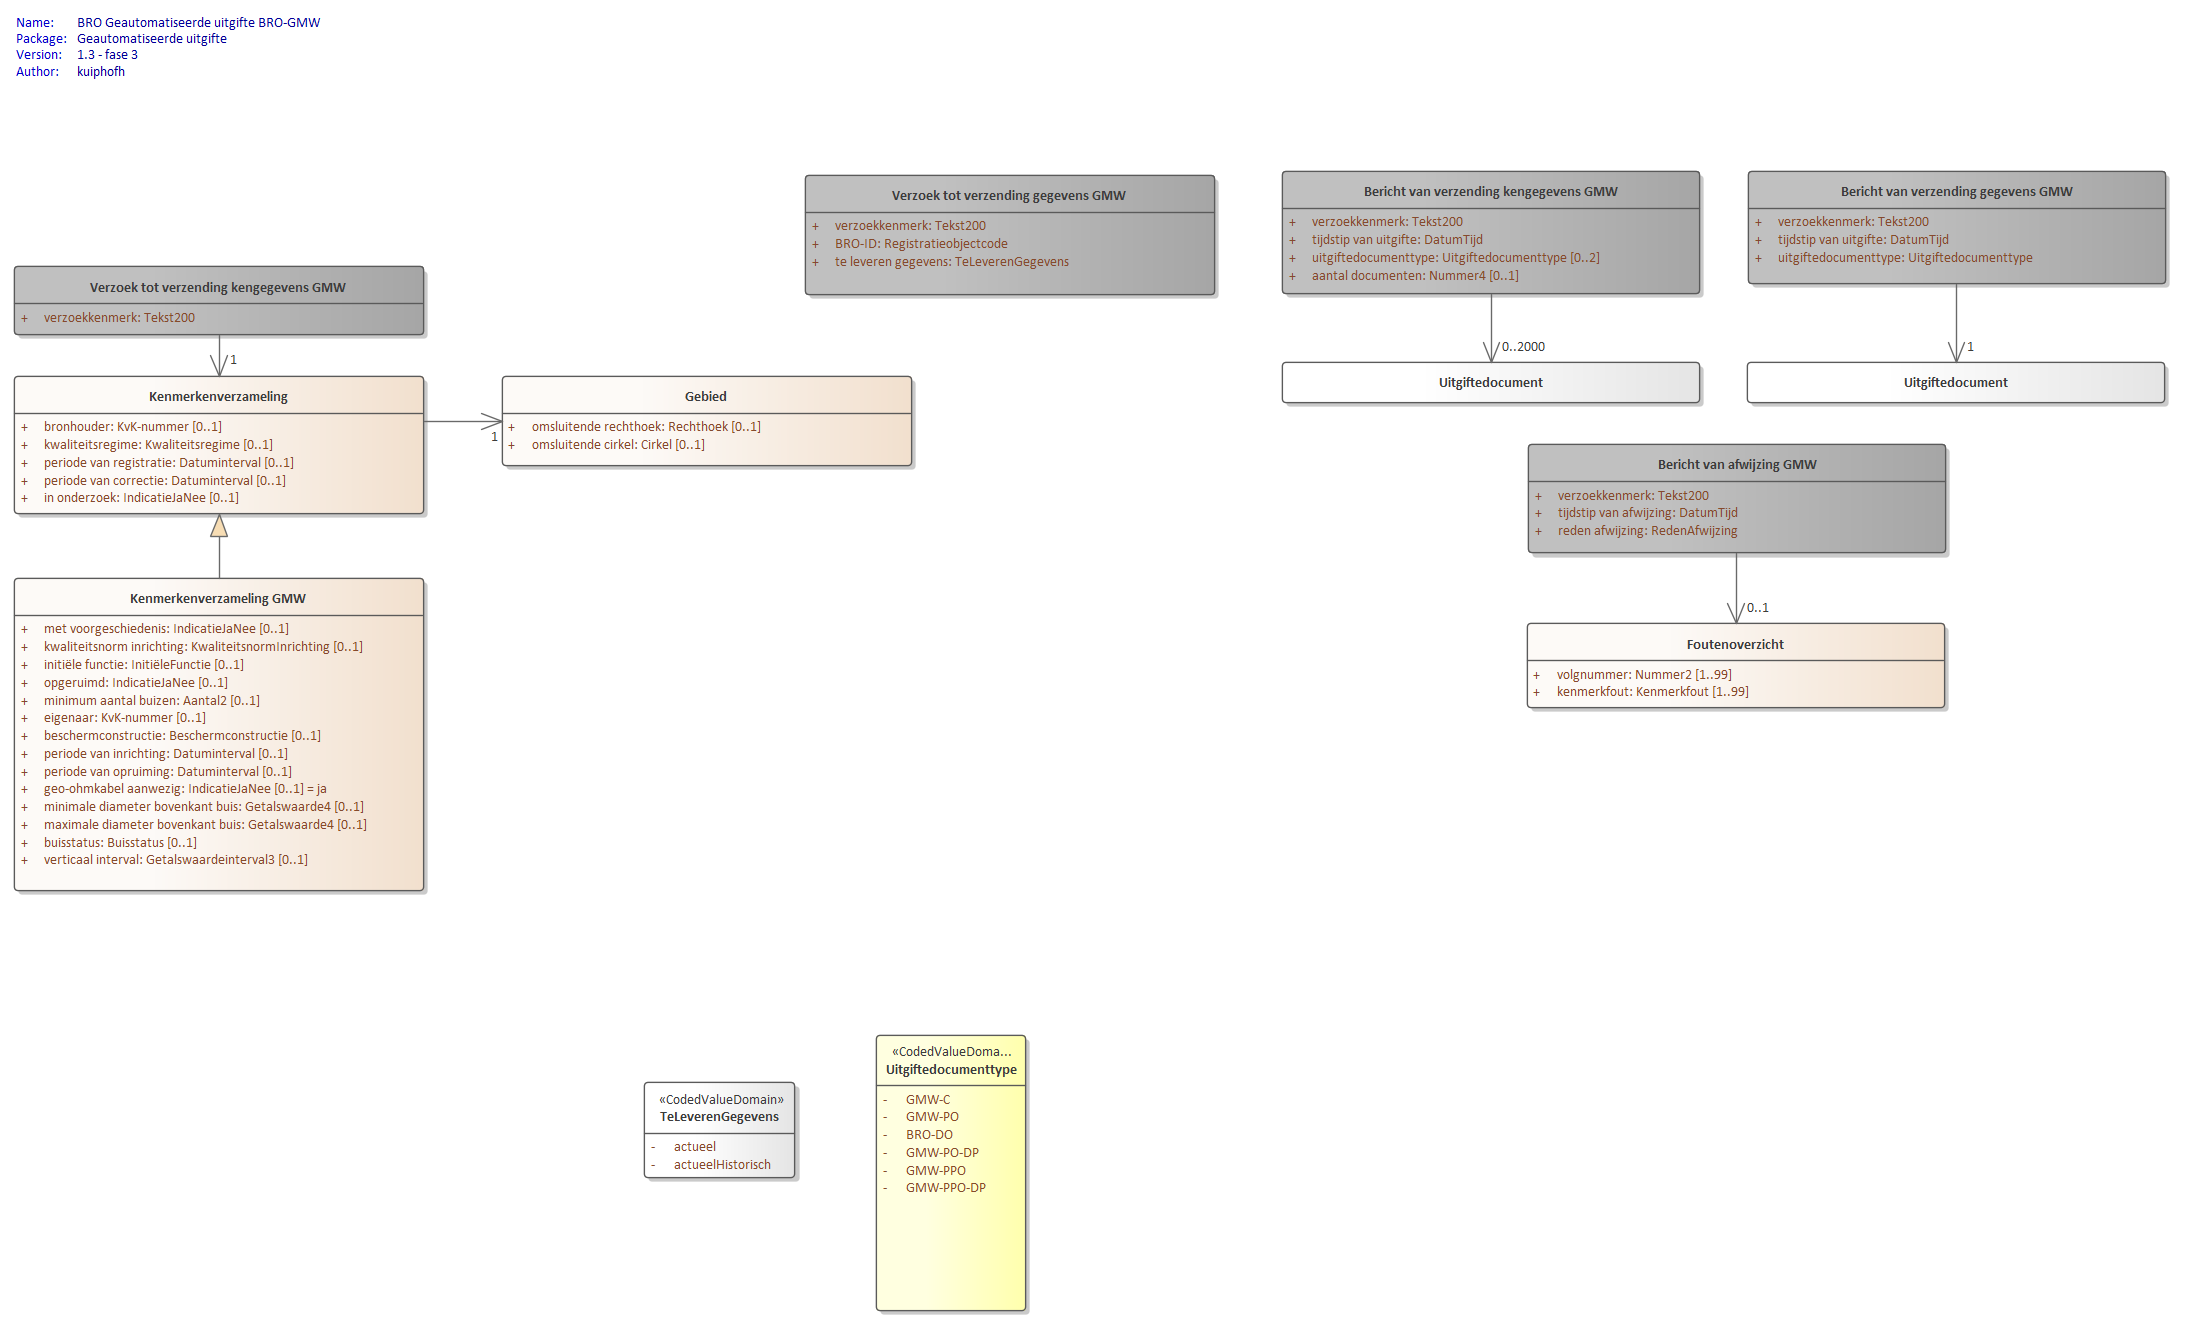 Name: BRO Geautomatiseerde uitgifte BRO-GMW
Package: Geautomatiseerde uitgifte
Version: 1.3 - fase 3
Author: kuiphofh
Verzoek tot verzending kengegevens GMW
+ verzoekkenmerk: Tekst200
1
Kenmerkenverzameling
+ bronhouder: KvK-nummer [0..1]
+ kwaliteitsregime: Kwaliteitsregime [0..1]
+ periode van registratie: Datuminterval [0..1]
+ periode van correctie: Datuminterval [0..1]
+ in onderzoek: IndicatieJaNee [0..1]
1
Gebied
+ omsluitende rechthoek: Rechthoek [0..1]
+ omsluitende cirkel: Cirkel [0..1]
Kenmerkenverzameling GMW
+ met voorgeschiedenis: IndicatieJaNee [0..1]
+ kwaliteitsnorm inrichting: KwaliteitsnormInrichting [0..1]
+ initiële functie: InitiëleFunctie [0..1]
+ opgeruimd: IndicatieJaNee [0..1]
+ minimum aantal buizen: Aantal2 [0..1]
+ eigenaar: KvK-nummer [0..1]
+ beschermconstructie: Beschermconstructie [0..1]
+ periode van inrichting: Datuminterval [0..1]
+ periode van opruiming: Datuminterval [0..1]
+ geo-ohmkabel aanwezig: IndicatieJaNee [0..1] = ja
+ minimale diameter bovenkant buis: Getalswaarde4 [0..1]
+ maximale diameter bovenkant buis: Getalswaarde4 [0..1]
+ buisstatus: Buisstatus [0..1]
+ verticaal interval: Getalswaardeinterval3 [0..1]
Verzoek tot verzending gegevens GMW
+ verzoekkenmerk: Tekst200
+ BRO-ID: Registratieobjectcode
+ te leveren gegevens: TeLeverenGegevens
Bericht van verzending kengegevens GMW
+ verzoekkenmerk: Tekst200
+ tijdstip van uitgifte: DatumTijd
+ uitgiftedocumenttype: Uitgiftedocumenttype [0..2]
+ aantal documenten: Nummer4 [0..1]
0..2000
Uitgiftedocument
Bericht van verzending gegevens GMW
+ verzoekkenmerk: Tekst200
+ tijdstip van uitgifte: DatumTijd
+ uitgiftedocumenttype: Uitgiftedocumenttype
1
Uitgiftedocument
Bericht van afwijzing GMW
+ verzoekkenmerk: Tekst200
+ tijdstip van afwijzing: DatumTijd
+ reden afwijzing: RedenAfwijzing
0..1
Foutenoverzicht
+ volgnummer: Nummer2 [1..99]
+ kenmerkfout: Kenmerkfout [1..99]
«CodedValueDomain»
TeLeverenGegevens
- actueel
- actueelHistorisch
«CodedValueDoma...
Uitgiftedocumenttype
- GMW-C
- GMW-PO
- BRO-DO
- GMW-PO-DP
- GMW-PPO
- GMW-PPO-DP